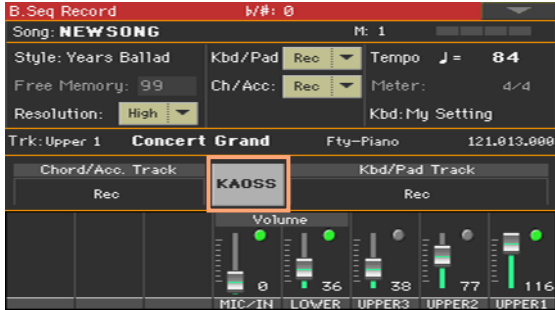 B.Seq Record ♭/#: 0
Song: NEWSONG M: 1
Style: Years Ballad Kbd/Pad Rec Tempo ♩ = 84
Free Memory: 99 Ch/Acc: Rec Meter: 4/4
Resolution: High Kbd: My Setting
Trk: Upper 1 Concert Grand Fty-Piano 121.013.000
Chord/Acc. Track KAOSS Kbd/Pad Track
Rec Rec
Volume
0 36 38 77 116
MIC/IN LOWER UPPER3 UPPER2 UPPER1